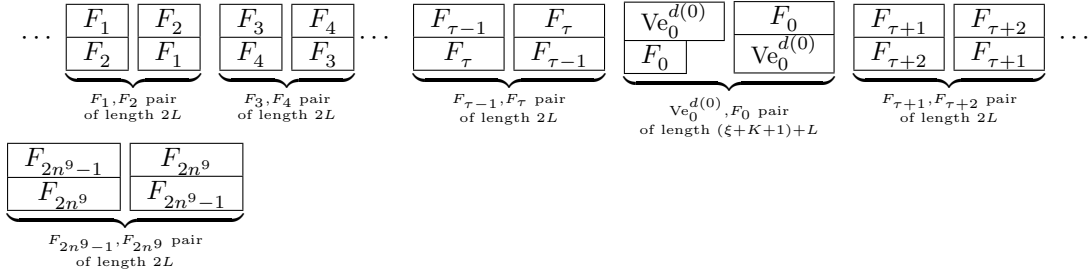 … F_1 F_2 F_3 F_4 … F_{τ−1} F_τ Ve_0^{d(0)} F_0 F_{τ+1} F_{τ+2} …
F_2 F_1 F_4 F_3 F_τ F_{τ−1} F_0 Ve_0^{d(0)} F_{τ+2} F_{τ+1}
F_1,F_2 pair F_3,F_4 pair F_{τ−1},F_τ pair Ve_0^{d(0)},F_0 pair F_{τ+1},F_{τ+2} pair
of length 2L of length 2L of length 2L of length (ξ+K+1)+L of length 2L
F_{2n^9−1} F_{2n^9}
F_{2n^9} F_{2n^9−1}
F_{2n^9−1},F_{2n^9} pair
of length 2L